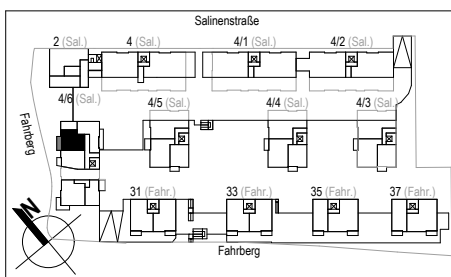 Salinenstraße
2 (Sal.) 4 (Sal.) 4/1 (Sal.) 4/2 (Sal.)
4/6 (Sal.)
4/5 (Sal.) 4/4 (Sal.) 4/3 (Sal.)
Fahrberg
31 (Fahr.) 33 (Fahr.) 35 (Fahr.) 37 (Fahr.)
N
Fahrberg